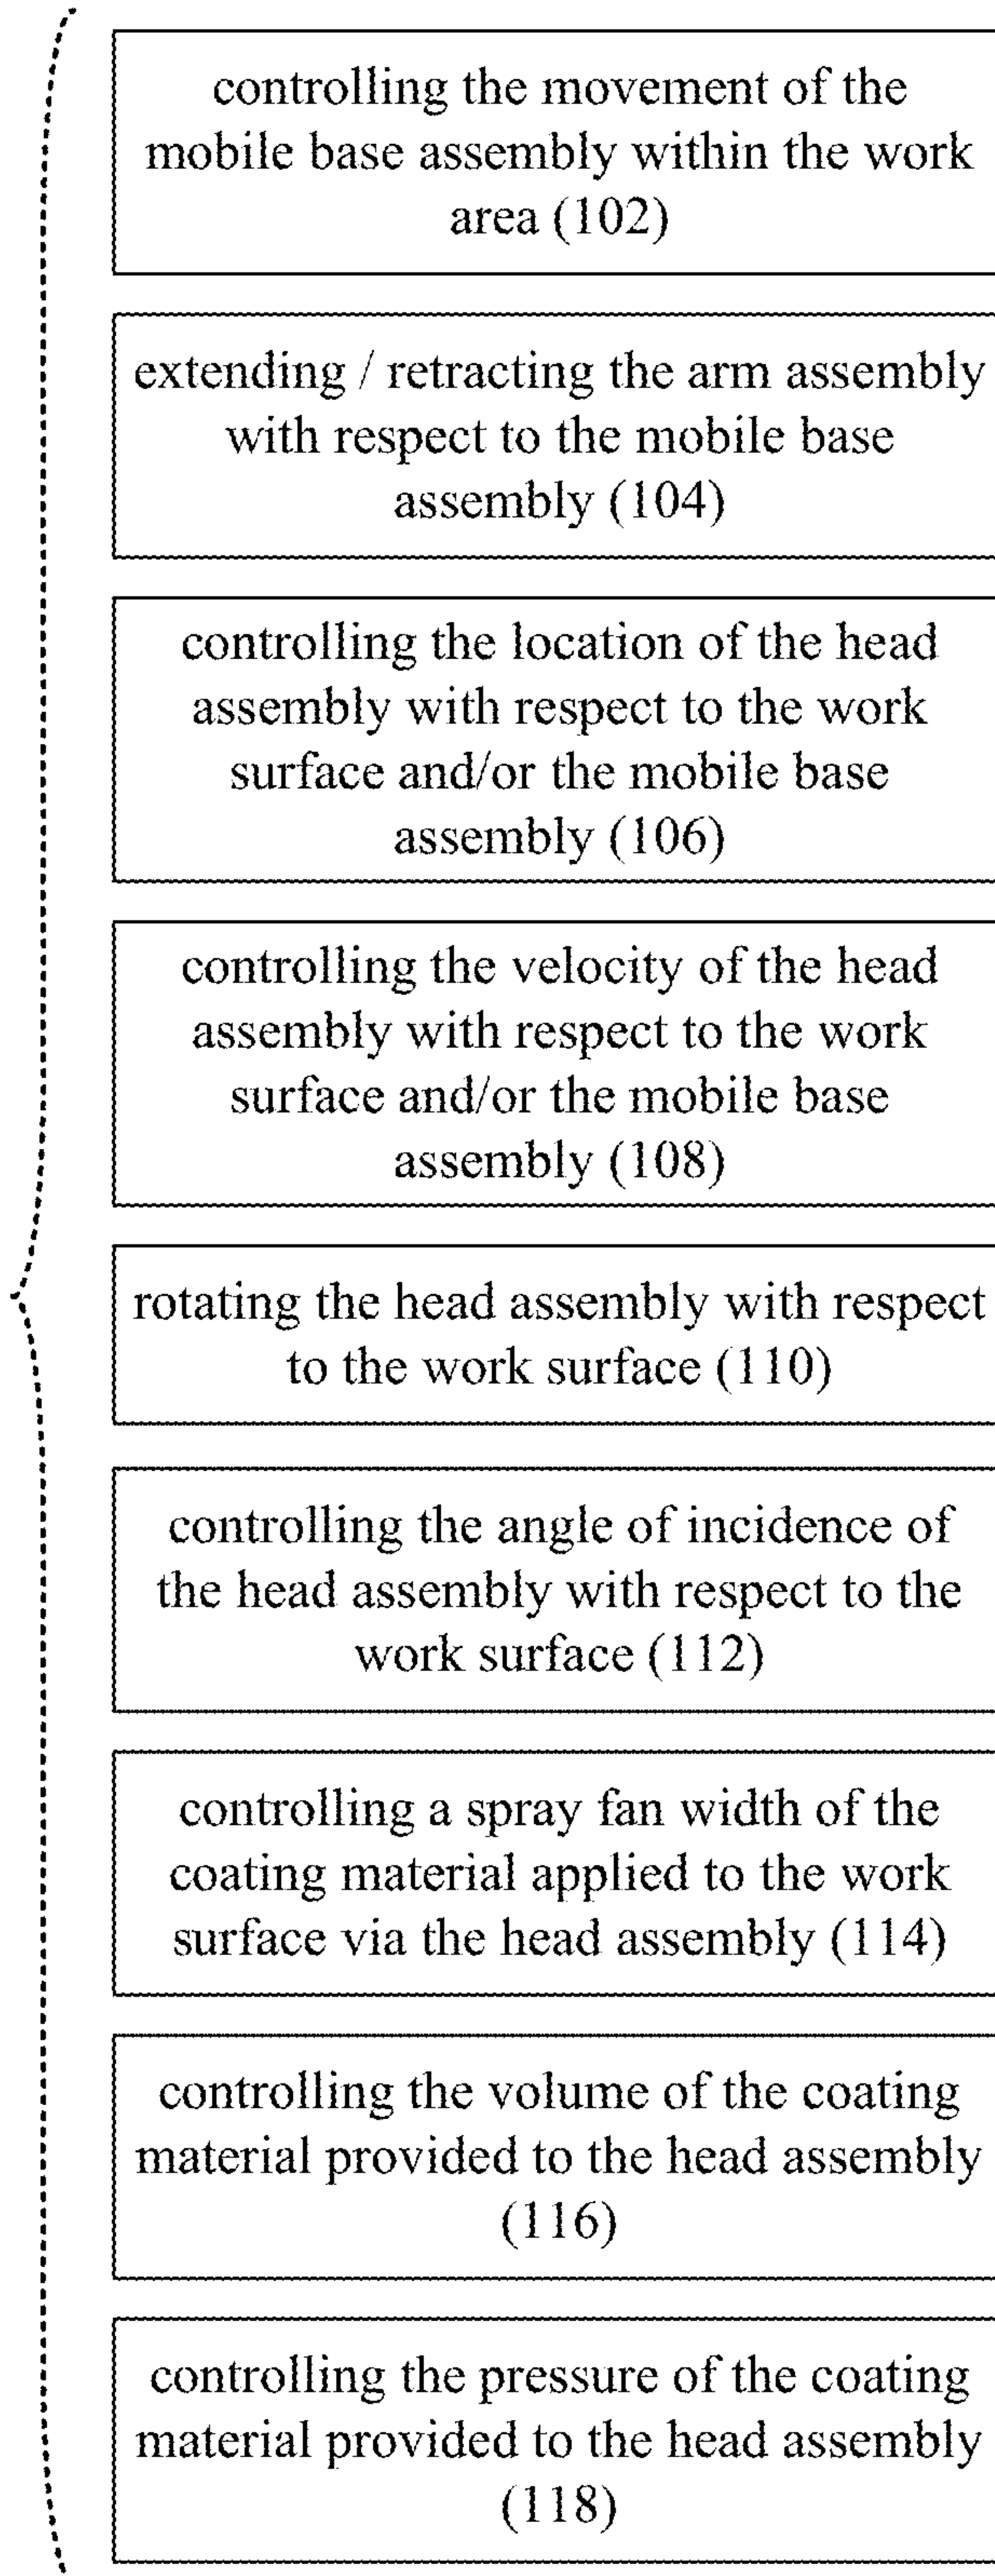 controlling the movement of the
mobile base assembly within the work
area (102)
extending / retracting the arm assembly
with respect to the mobile base
assembly (104)
controlling the location of the head
assembly with respect to the work
surface and/or the mobile base
assembly (106)
controlling the velocity of the head
assembly with respect to the work
surface and/or the mobile base
assembly (108)
rotating the head assembly with respect
to the work surface (110)
controlling the angle of incidence of
the head assembly with respect to the
work surface (112)
controlling a spray fan width of the
coating material applied to the work
surface via the head assembly (114)
controlling the volume of the coating
material provided to the head assembly
(116)
controlling the pressure of the coating
material provided to the head assembly
(118)